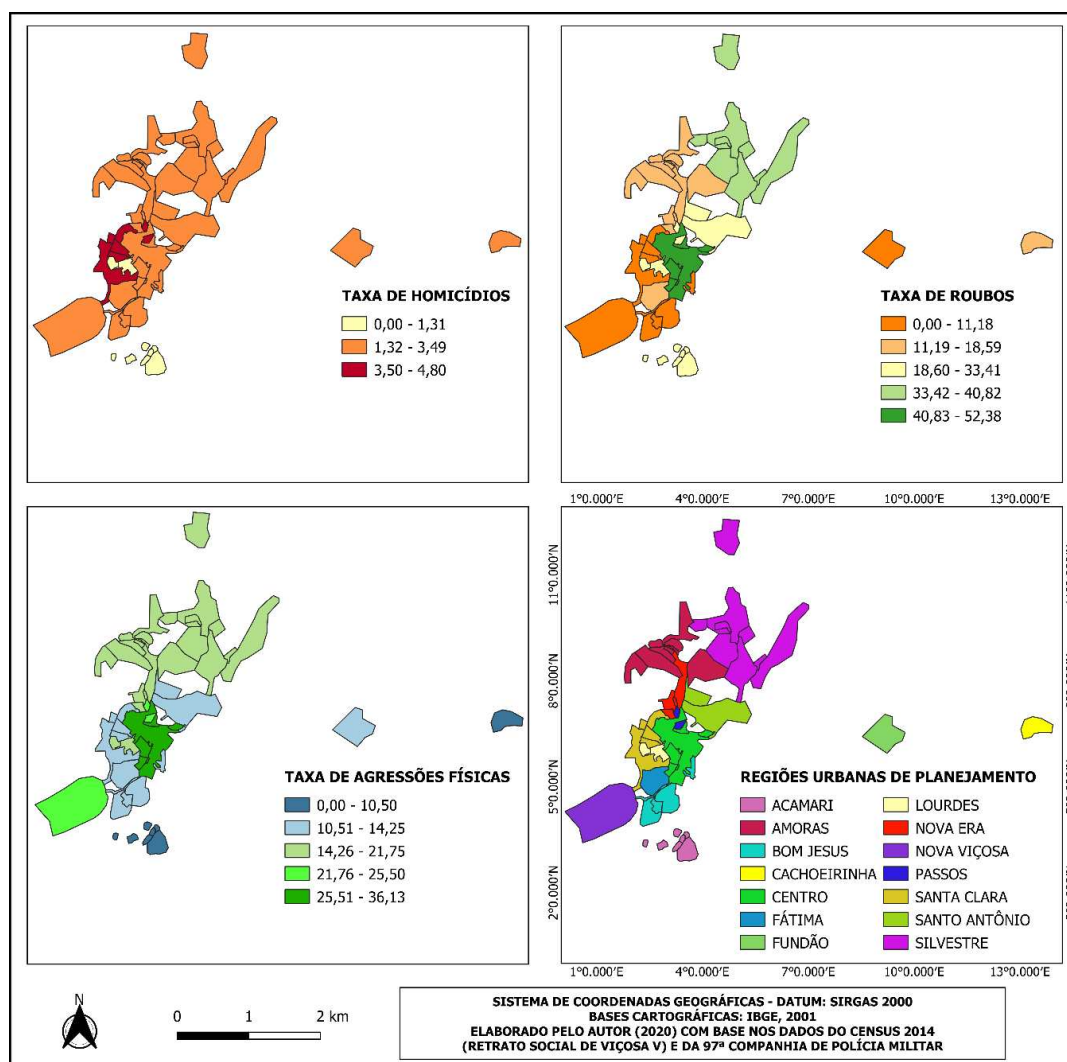 TAXA DE HOMICÍDIOS
0,00 - 1,31
1,32 - 3,49
3,50 - 4,80
TAXA DE ROUBOS
0,00 - 11,18
11,19 - 18,59
18,60 - 33,41
33,42 - 40,82
40,83 - 52,38
TAXA DE AGRESSÕES FÍSICAS
0,00 - 10,50
10,51 - 14,25
14,26 - 21,75
21,76 - 25,50
25,51 - 36,13
1°0.000'E 4°0.000'E 7°0.000'E 10°0.000'E 13°0.000'E
11°0.000'N
8°0.000'N
5°0.000'N
2°0.000'N
REGIÕES URBANAS DE PLANEJAMENTO
ACAMARI LOURDES
AMORAS NOVA ERA
BOM JESUS NOVA VIÇOSA
CACHOEIRINHA PASSOS
CENTRO SANTA CLARA
FÁTIMA SANTO ANTÔNIO
FUNDÃO SILVESTRE
1°0.000'E 4°0.000'E 7°0.000'E 10°0.000'E 13°0.000'E
N
0 1 2 km
SISTEMA DE COORDENADAS GEOGRÁFICAS - DATUM: SIRGAS 2000
BASES CARTOGRÁFICAS: IBGE, 2001
ELABORADO PELO AUTOR (2020) COM BASE NOS DADOS DO CENSUS 2014
(RETRATO SOCIAL DE VIÇOSA V) E DA 97ª COMPANHIA DE POLÍCIA MILITAR